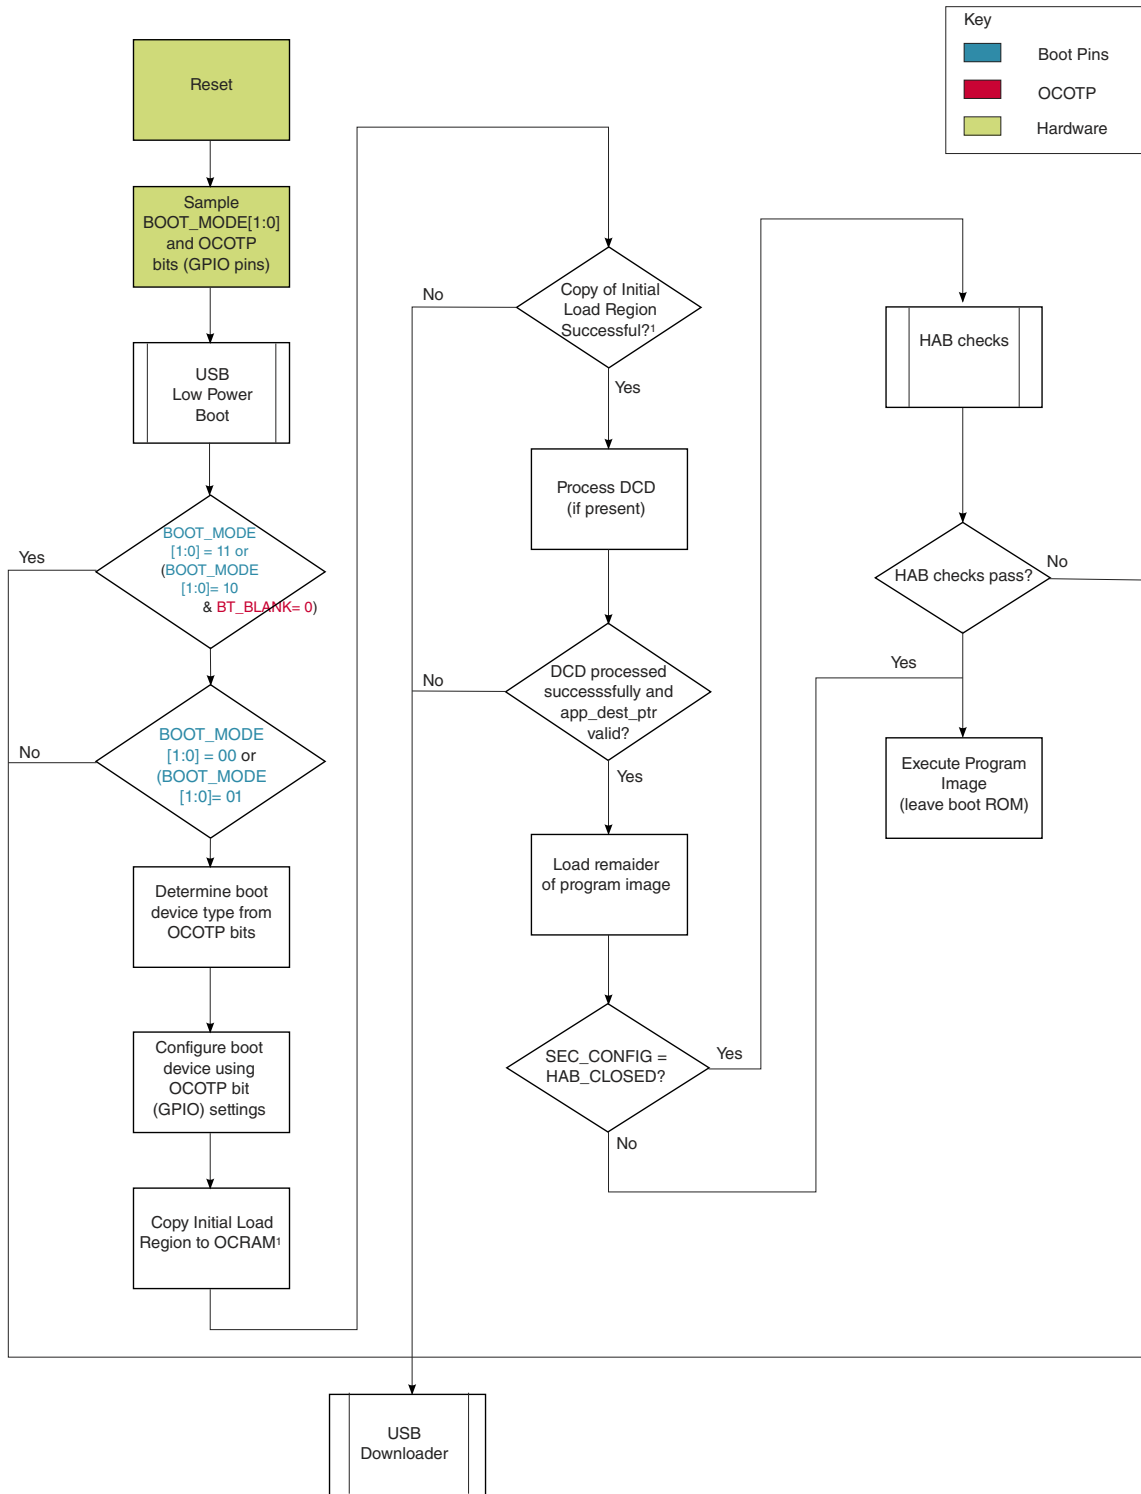 Key
Boot Pins
OCOTP
Hardware
Reset
Sample
BOOT_MODE[1:0]
and OCOTP
bits (GPIO pins)
USB
Low Power
Boot
BOOT_MODE
[1:0] = 11 or
(BOOT_MODE
[1:0]= 10
& BT_BLANK= 0)
Yes
BOOT_MODE
[1:0] = 00 or
(BOOT_MODE
[1:0]= 01
No
Determine boot
device type from
OCOTP bits
Configure boot
device using
OCOTP bit
(GPIO) settings
Copy Initial Load
Region to OCRAM¹
Copy of Initial
Load Region
Successful?¹
No
Yes
Process DCD
(if present)
DCD processed
successsfully and
app_dest_ptr
valid?
No
Yes
Load remaider
of program image
SEC_CONFIG =
HAB_CLOSED?
Yes
No
HAB checks
HAB checks pass?
No
Yes
Execute Program
Image
(leave boot ROM)
USB
Downloader